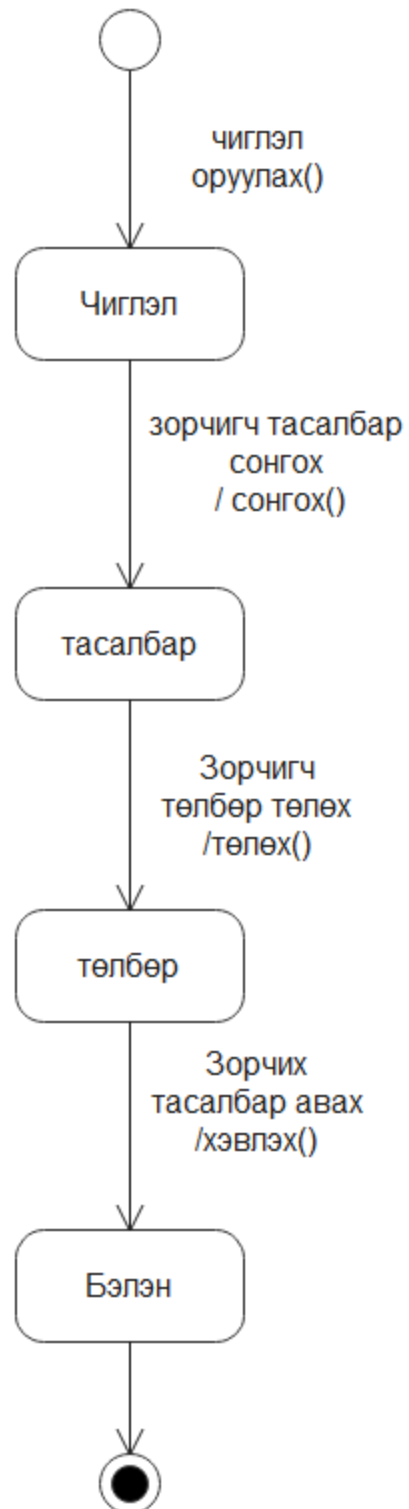 чиглэл
оруулах()
Чиглэл
зорчигч тасалбар
сонгох
/ сонгох()
тасалбар
Зорчигч
төлбөр төлөх
/төлөх()
төлбөр
Зорчих
тасалбар авах
/хэвлэх()
Бэлэн